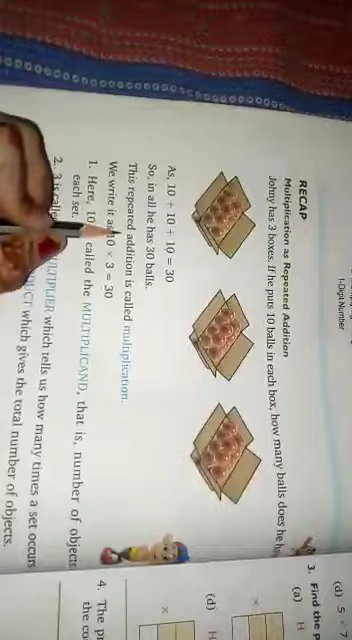 1-Digit Number
RECAP
Multiplication as Repeated Addition
Johny has 3 boxes. If he puts 10 balls in each box, how many balls does he
As, 10 + 10 + 10 = 30
So, in all he has 30 balls.
This repeated addition is called multiplication.
We write it as 10 × 3 = 30
1. Here, 10 called the MULTIPLICAND, that is, number of objects
each set.
2. 3 is which tells us how many times a set occurs
which gives the total number of objects.
(d) 5
3. Find the
(a) H
×
(d) H
×
4. The
the